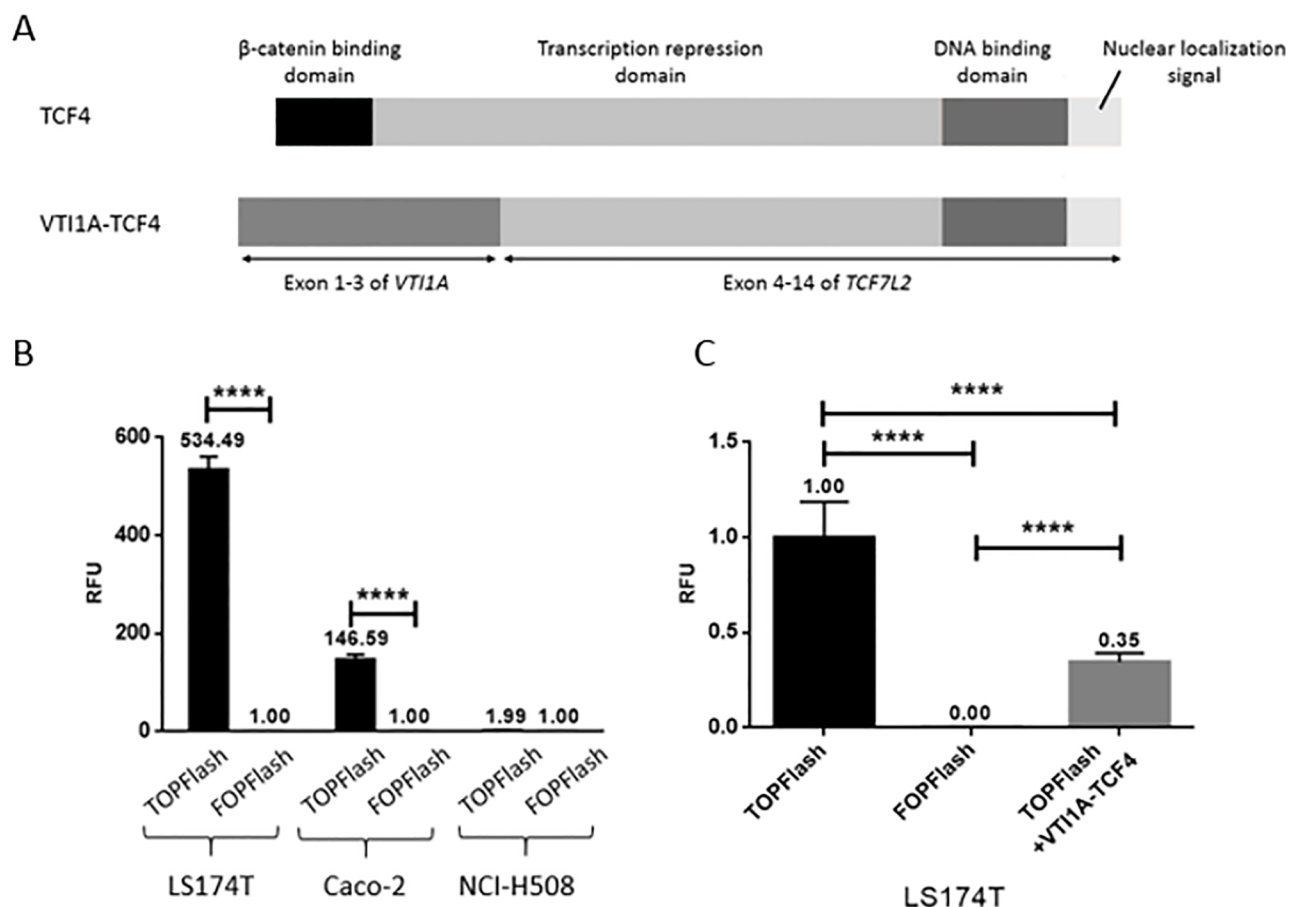 A
β-catenin binding
domain
Transcription repression
domain
DNA binding
domain
Nuclear localization
signal
TCF4
VTI1A-TCF4
Exon 1-3 of VTI1A
Exon 4-14 of TCF7L2
B
****
600
534.49
400
RFU
****
200
146.59
1.00
1.00
1.99
1.00
0
TOPFlash
FOPFlash
TOPFlash
FOPFlash
TOPFlash
FOPFlash
LS174T
Caco-2
NCI-H508
C
****
1.5
****
1.00
1.0
****
RFU
0.5
0.35
0.00
0.0
TOPFlash
FOPFlash
TOPFlash
+VTI1A-TCF4
LS174T